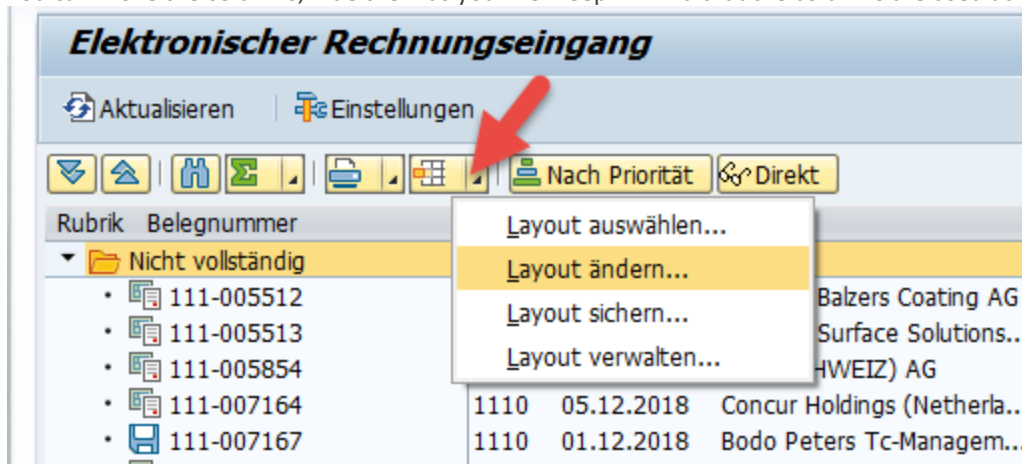 Elektronischer Rechnungseingang
Aktualisieren Einstellungen
Nach Priorität Direkt
Rubrik Belegnummer
Layout auswählen...
Nicht vollständig
Layout ändern...
111-005512 Balzers Coating AG
Layout sichern...
111-005513 Surface Solutions..
Layout verwalten...
111-005854 HWEIZ) AG
111-007164 1110 05.12.2018 Concur Holdings (Netherla..
111-007167 1110 01.12.2018 Bodo Peters Tc-Managem...